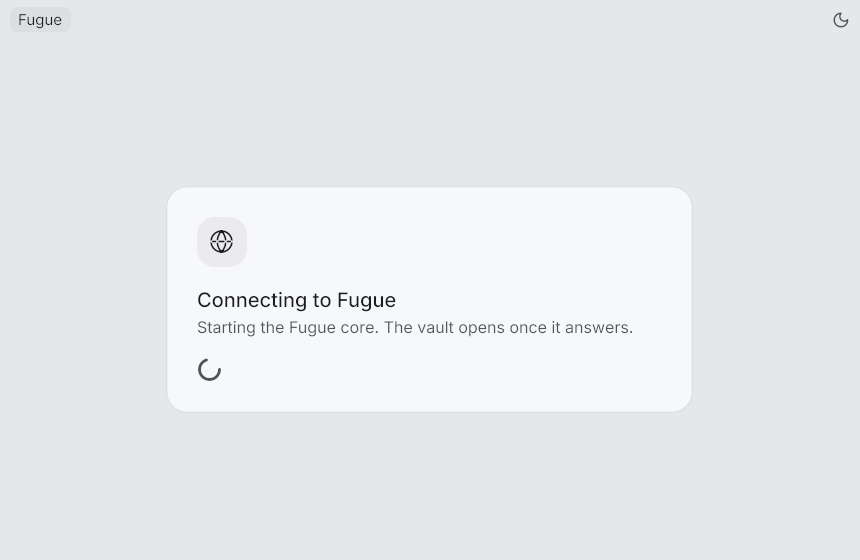 Fugue
Connecting to Fugue
Starting the Fugue core. The vault opens once it answers.